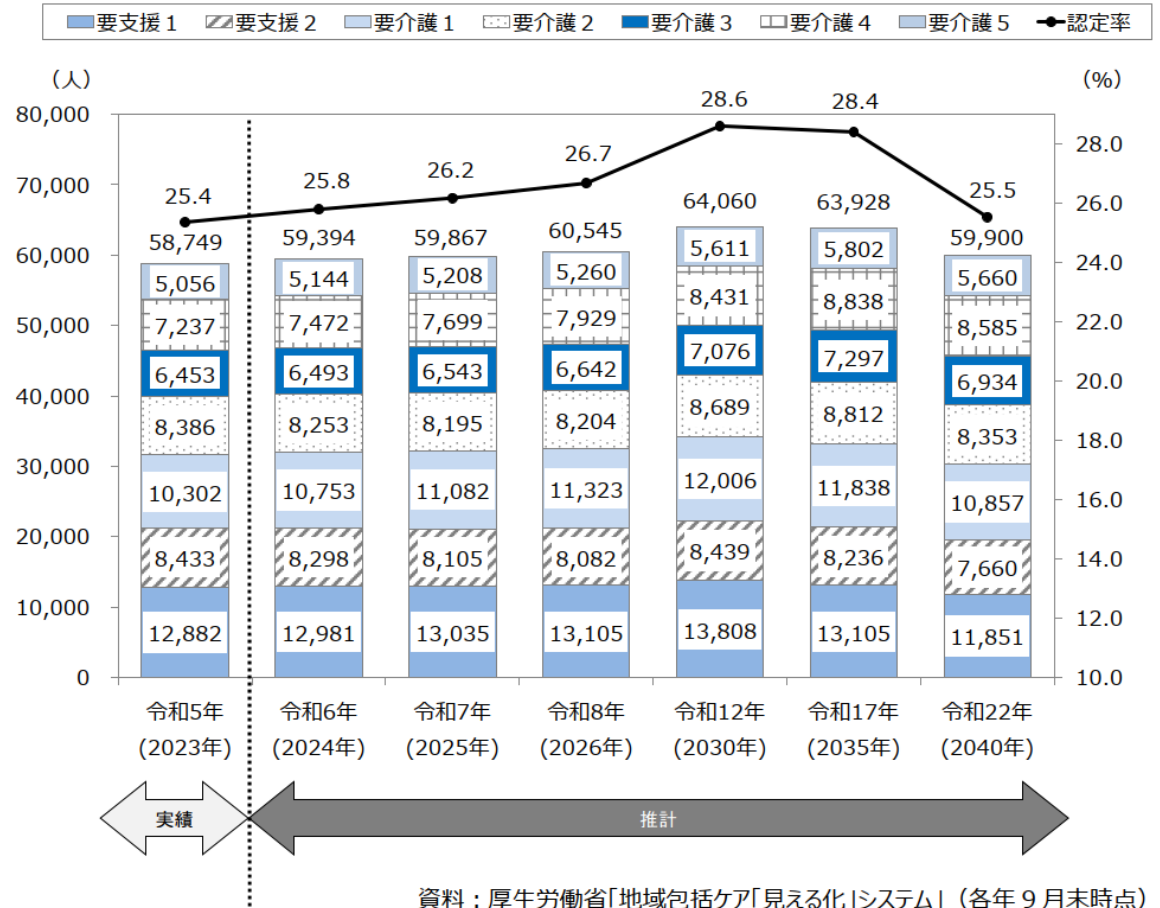 要支援1 要支援2 要介護1 要介護2 要介護3 要介護4 要介護5 認定率
（人） （%）
80,000
70,000
60,000
50,000
40,000
30,000
20,000
10,000
0
28.0
26.0
24.0
22.0
20.0
18.0
16.0
14.0
12.0
10.0
25.4 25.8 26.2 26.7 28.6 28.4 25.5
58,749 59,394 59,867 60,545 64,060 63,928 59,900
5,056 5,144 5,208 5,260 5,611 5,802 5,660
7,237 7,472 7,699 7,929 8,431 8,838 8,585
6,453 6,493 6,543 6,642 7,076 7,297 6,934
8,386 8,253 8,195 8,204 8,689 8,812 8,353
10,302 10,753 11,082 11,323 12,006 11,838 10,857
8,433 8,298 8,105 8,082 8,439 8,236 7,660
12,882 12,981 13,035 13,105 13,808 13,105 11,851
令和5年 令和6年 令和7年 令和8年 令和12年 令和17年 令和22年
(2023年) (2024年) (2025年) (2026年) (2030年) (2035年) (2040年)
実績 推計
資料：厚生労働省「地域包括ケア「見える化」システム」（各年９月末時点）